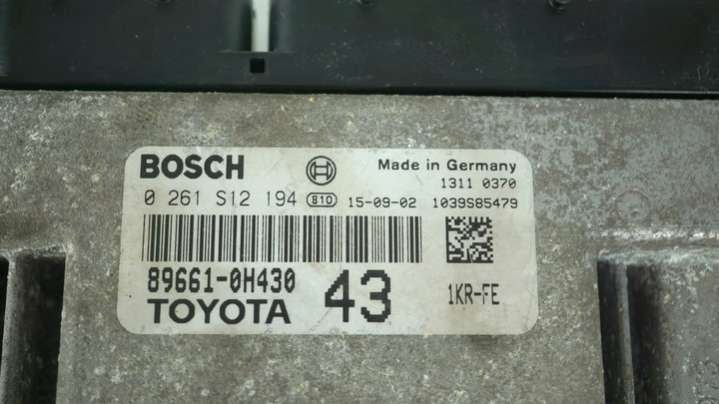 BOSCH Made in Germany
1311 0370
0 261 S12 194 810 15-09-02 1039S85479
89661-0H430 43 1KR-FE
TOYOTA